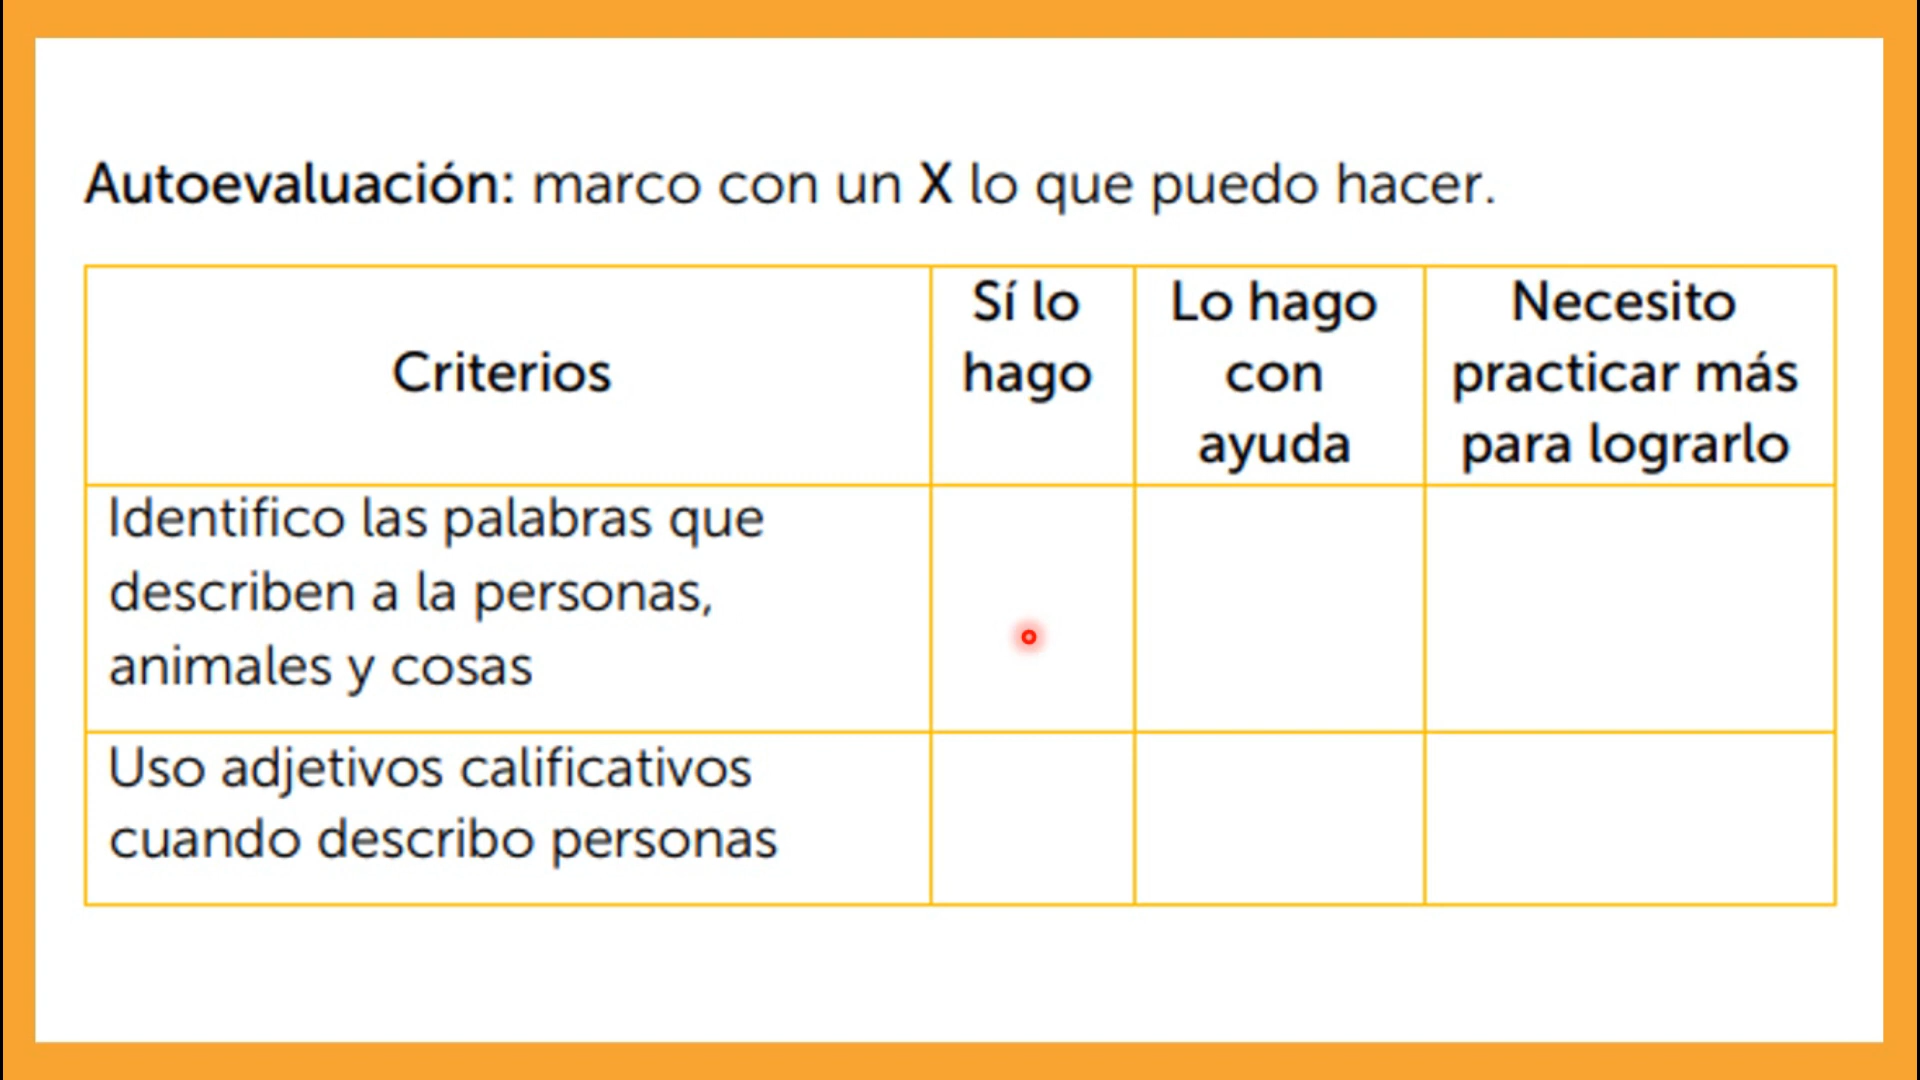 Autoevaluación: marco con un X lo que puedo hacer.
Criterios
Sí lo
hago
Lo hago
con
ayuda
Necesito
practicar más
para lograrlo
Identifico las palabras que
describen a la personas,
animales y cosas
Uso adjetivos calificativos
cuando describo personas